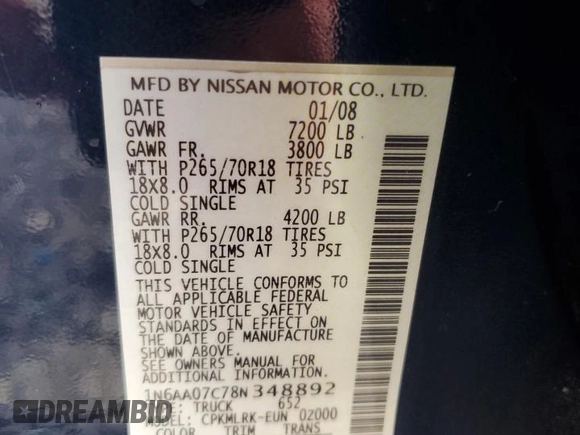 MFD BY NISSAN MOTOR CO., LTD.
DATE 01/08
GVWR 7200 LB
GAWR FR. 3800 LB
WITH P265/70R18 TIRES
18X8.0 RIMS AT 35 PSI
COLD SINGLE
GAWR RR. 4200 LB
WITH P265/70R18 TIRES
18X8.0 RIMS AT 35 PSI
COLD SINGLE
THIS VEHICLE CONFORMS TO
ALL APPLICABLE FEDERAL
MOTOR VEHICLE SAFETY
STANDARDS IN EFFECT ON
THE DATE OF MANUFACTURE
SHOWN ABOVE.
SEE OWNERS MANUAL FOR
ADDITIONAL INFORMATION.
1N6AA07C78N348892
TYPE: TRUCK 652
MODEL: CPKMLRK-EUN 02000
COLOR TRIM TRANS
DEALERSHIP.CC